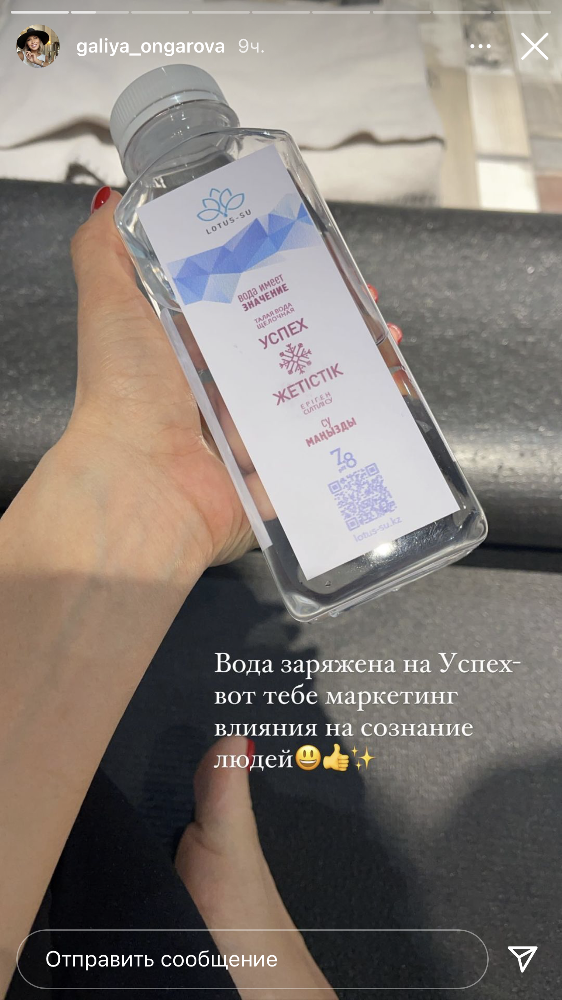 galiya_ongarova 9ч.
LOTUS-SU
вода имеет
ЗНАЧЕНИЕ
ТАЛАЯ ВОДА
ЩЕЛОЧНАЯ
УСПЕХ
ЖЕТІСТІК
ЕРІГЕН
СІЛТІЛІ СУ
СУ
МАҢЫЗДЫ
7.8
pH
lotus-su.kz
Вода заряжена на Успех-
вот тебе маркетинг
влияния на сознание
людей😃👍✨
Отправить сообщение